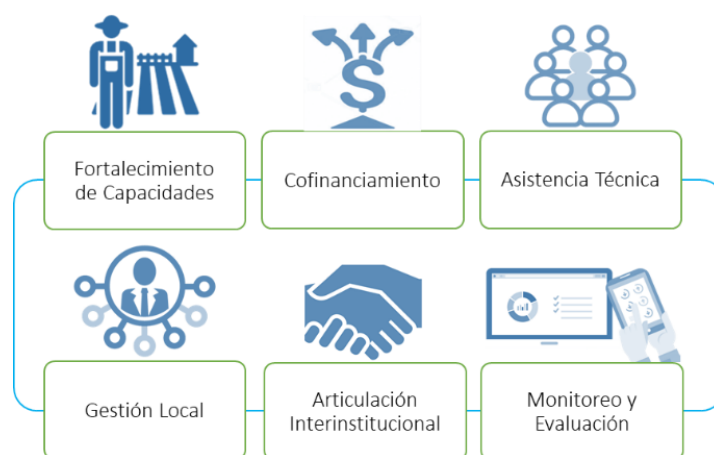 Fortalecimiento
de Capacidades
Cofinanciamiento
Asistencia Técnica
Gestión Local
Articulación
Interinstitucional
Monitoreo y
Evaluación